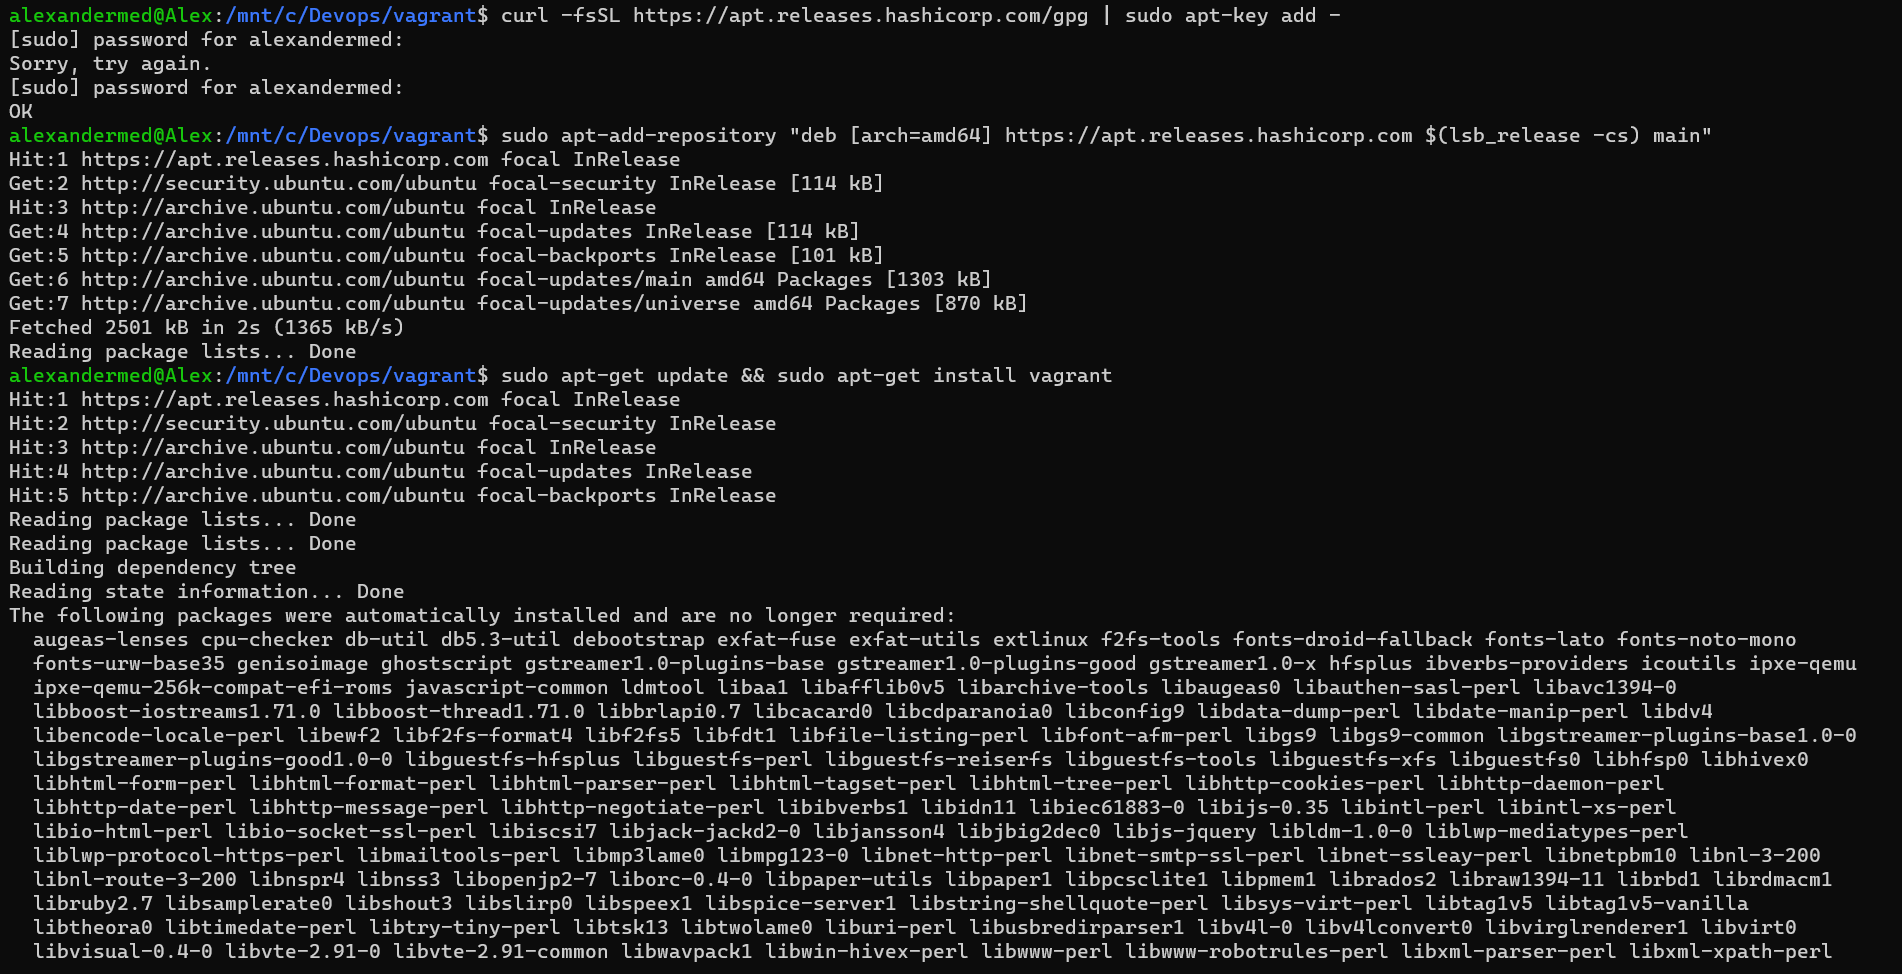 alexandermed@Alex:/mnt/c/Devops/vagrant$ curl -fsSL https://apt.releases.hashicorp.com/gpg | sudo apt-key add -
[sudo] password for alexandermed:
Sorry, try again.
[sudo] password for alexandermed:
OK
alexandermed@Alex:/mnt/c/Devops/vagrant$ sudo apt-add-repository "deb [arch=amd64] https://apt.releases.hashicorp.com $(lsb_release -cs) main"
Hit:1 https://apt.releases.hashicorp.com focal InRelease
Get:2 http://security.ubuntu.com/ubuntu focal-security InRelease [114 kB]
Hit:3 http://archive.ubuntu.com/ubuntu focal InRelease
Get:4 http://archive.ubuntu.com/ubuntu focal-updates InRelease [114 kB]
Get:5 http://archive.ubuntu.com/ubuntu focal-backports InRelease [101 kB]
Get:6 http://archive.ubuntu.com/ubuntu focal-updates/main amd64 Packages [1303 kB]
Get:7 http://archive.ubuntu.com/ubuntu focal-updates/universe amd64 Packages [870 kB]
Fetched 2501 kB in 2s (1365 kB/s)
Reading package lists... Done
alexandermed@Alex:/mnt/c/Devops/vagrant$ sudo apt-get update && sudo apt-get install vagrant
Hit:1 https://apt.releases.hashicorp.com focal InRelease
Hit:2 http://security.ubuntu.com/ubuntu focal-security InRelease
Hit:3 http://archive.ubuntu.com/ubuntu focal InRelease
Hit:4 http://archive.ubuntu.com/ubuntu focal-updates InRelease
Hit:5 http://archive.ubuntu.com/ubuntu focal-backports InRelease
Reading package lists... Done
Reading package lists... Done
Building dependency tree
Reading state information... Done
The following packages were automatically installed and are no longer required:
  augeas-lenses cpu-checker db-util db5.3-util debootstrap exfat-fuse exfat-utils extlinux f2fs-tools fonts-droid-fallback fonts-lato fonts-noto-mono
  fonts-urw-base35 genisoimage ghostscript gstreamer1.0-plugins-base gstreamer1.0-plugins-good gstreamer1.0-x hfsplus ibverbs-providers icoutils ipxe-qemu
  ipxe-qemu-256k-compat-efi-roms javascript-common ldmtool libaa1 libafflib0v5 libarchive-tools libaugeas0 libauthen-sasl-perl libavc1394-0
  libboost-iostreams1.71.0 libboost-thread1.71.0 libbrlapi0.7 libcacard0 libcdparanoia0 libconfig9 libdata-dump-perl libdate-manip-perl libdv4
  libencode-locale-perl libewf2 libf2fs-format4 libf2fs5 libfdt1 libfile-listing-perl libfont-afm-perl libgs9 libgs9-common libgstreamer-plugins-base1.0-0
  libgstreamer-plugins-good1.0-0 libguestfs-hfsplus libguestfs-perl libguestfs-reiserfs libguestfs-tools libguestfs-xfs libguestfs0 libhfsp0 libhivex0
  libhtml-form-perl libhtml-format-perl libhtml-parser-perl libhtml-tagset-perl libhtml-tree-perl libhttp-cookies-perl libhttp-daemon-perl
  libhttp-date-perl libhttp-message-perl libhttp-negotiate-perl libibverbs1 libidn11 libiec61883-0 libijs-0.35 libintl-perl libintl-xs-perl
  libio-html-perl libio-socket-ssl-perl libiscsi7 libjack-jackd2-0 libjansson4 libjbig2dec0 libjs-jquery libldm-1.0-0 liblwp-mediatypes-perl
  liblwp-protocol-https-perl libmailtools-perl libmp3lame0 libmpg123-0 libnet-http-perl libnet-smtp-ssl-perl libnet-ssleay-perl libnetpbm10 libnl-3-200
  libnl-route-3-200 libnspr4 libnss3 libopenjp2-7 liborc-0.4-0 libpaper-utils libpaper1 libpcsclite1 libpmem1 librados2 libraw1394-11 librbd1 librdmacm1
  libruby2.7 libsamplerate0 libshout3 libslirp0 libspeex1 libspice-server1 libstring-shellquote-perl libsys-virt-perl libtag1v5 libtag1v5-vanilla
  libtheora0 libtimedate-perl libtry-tiny-perl libtsk13 libtwolame0 liburi-perl libusbredirparser1 libv4l-0 libv4lconvert0 libvirglrenderer1 libvirt0
  libvisual-0.4-0 libvte-2.91-0 libvte-2.91-common libwavpack1 libwin-hivex-perl libwww-perl libwww-robotrules-perl libxml-parser-perl libxml-xpath-perl